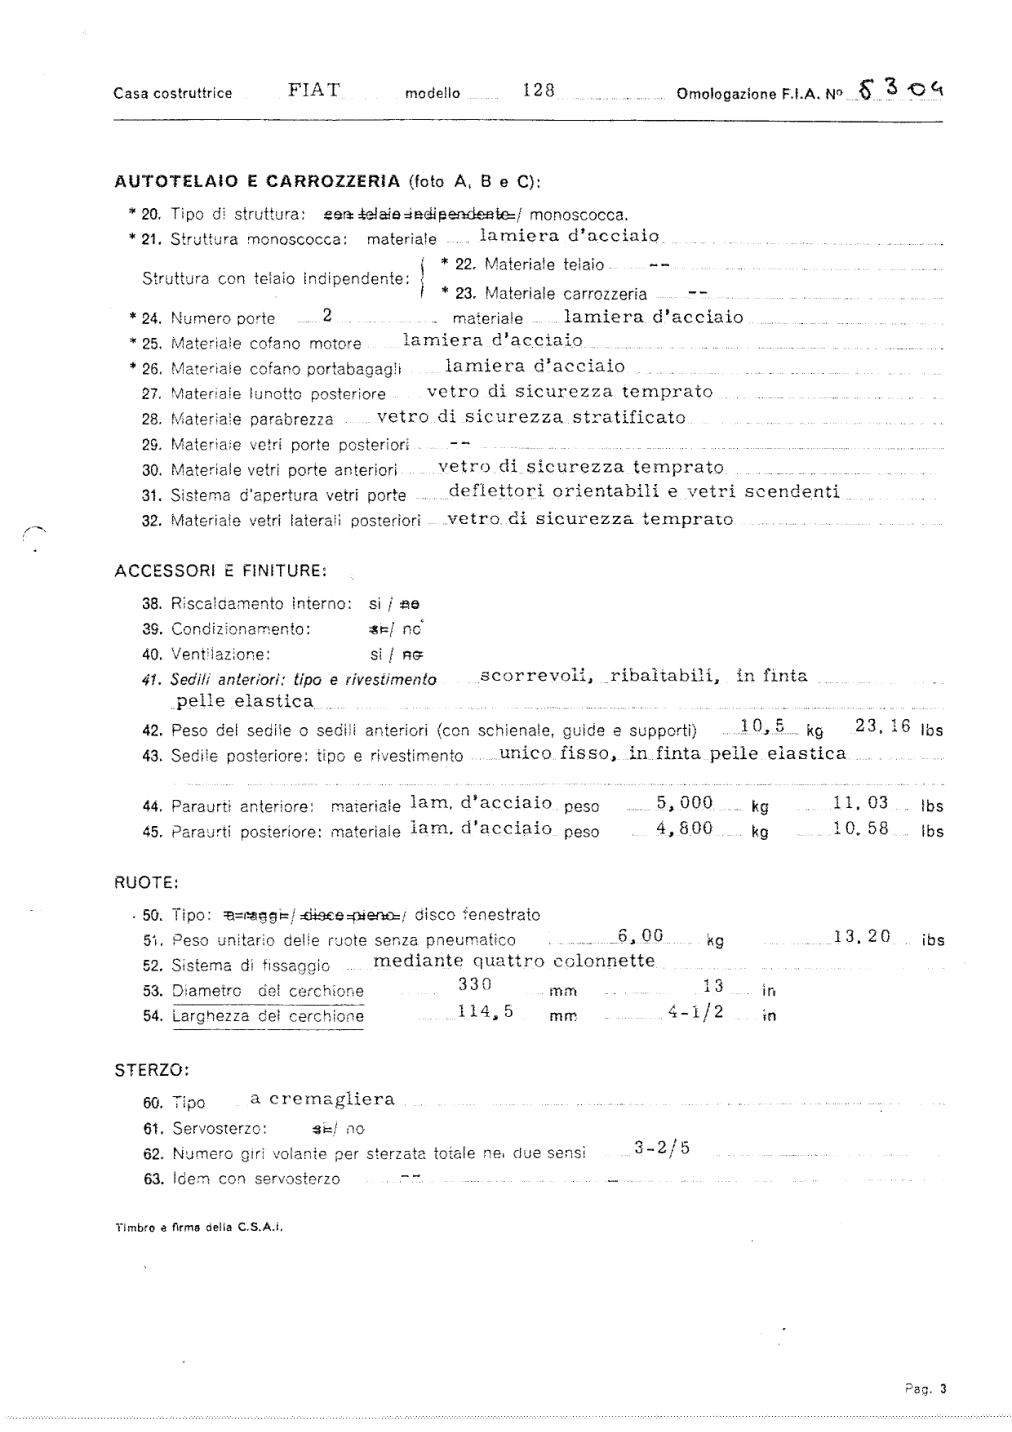 Casa costruttrice FIAT modello 128 Omologazione F.I.A. Nº 5304
AUTOTELAIO E CARROZZERIA (foto A, B e C):
* 20. Tipo di struttura: con telaio indipendente / monoscocca.
* 21. Struttura monoscocca: materiale lamiera d'acciaio
Struttura con telaio indipendente:
* 22. Materiale telaio --
* 23. Materiale carrozzeria --
* 24. Numero porte 2 materiale lamiera d'acciaio
* 25. Materiale cofano motore lamiera d'acciaio
* 26. Materiale cofano portabagagli lamiera d'acciaio
27. Materiale lunotto posteriore vetro di sicurezza temprato
28. Materiale parabrezza vetro di sicurezza stratificato
29. Materiale vetri porte posteriori --
30. Materiale vetri porte anteriori vetro di sicurezza temprato
31. Sistema d'apertura vetri porte deflettori orientabili e vetri scendenti
32. Materiale vetri laterali posteriori vetro di sicurezza temprato
ACCESSORI E FINITURE:
38. Riscaldamento interno: si / no
39. Condizionamento: si / no
40. Ventilazione: si / no
41. Sedili anteriori: tipo e rivestimento scorrevoli, ribaltabili, in finta
pelle elastica
42. Peso del sedile o sedili anteriori (con schienale, guide e supporti) 10,5 kg 23.16 lbs
43. Sedile posteriore: tipo e rivestimento unico fisso, in finta pelle elastica
44. Paraurti anteriore: materiale lam. d'acciaio peso 5,000 kg 11.03 lbs
45. Paraurti posteriore: materiale lam. d'acciaio peso 4,800 kg 10.58 lbs
RUOTE:
50. Tipo: a raggi / disco pieno / disco fenestrato
51. Peso unitario delle ruote senza pneumatico 6,00 kg 13.20 lbs
52. Sistema di fissaggio mediante quattro colonnette
53. Diametro del cerchione 330 mm 13 in
54. Larghezza del cerchione 114,5 mm 4-1/2 in
STERZO:
60. Tipo a cremagliera
61. Servosterzo: si / no
62. Numero giri volante per sterzata totale nei due sensi 3-2/5
63. Idem con servosterzo --
Timbro e firma della C.S.A.I.
Pag. 3